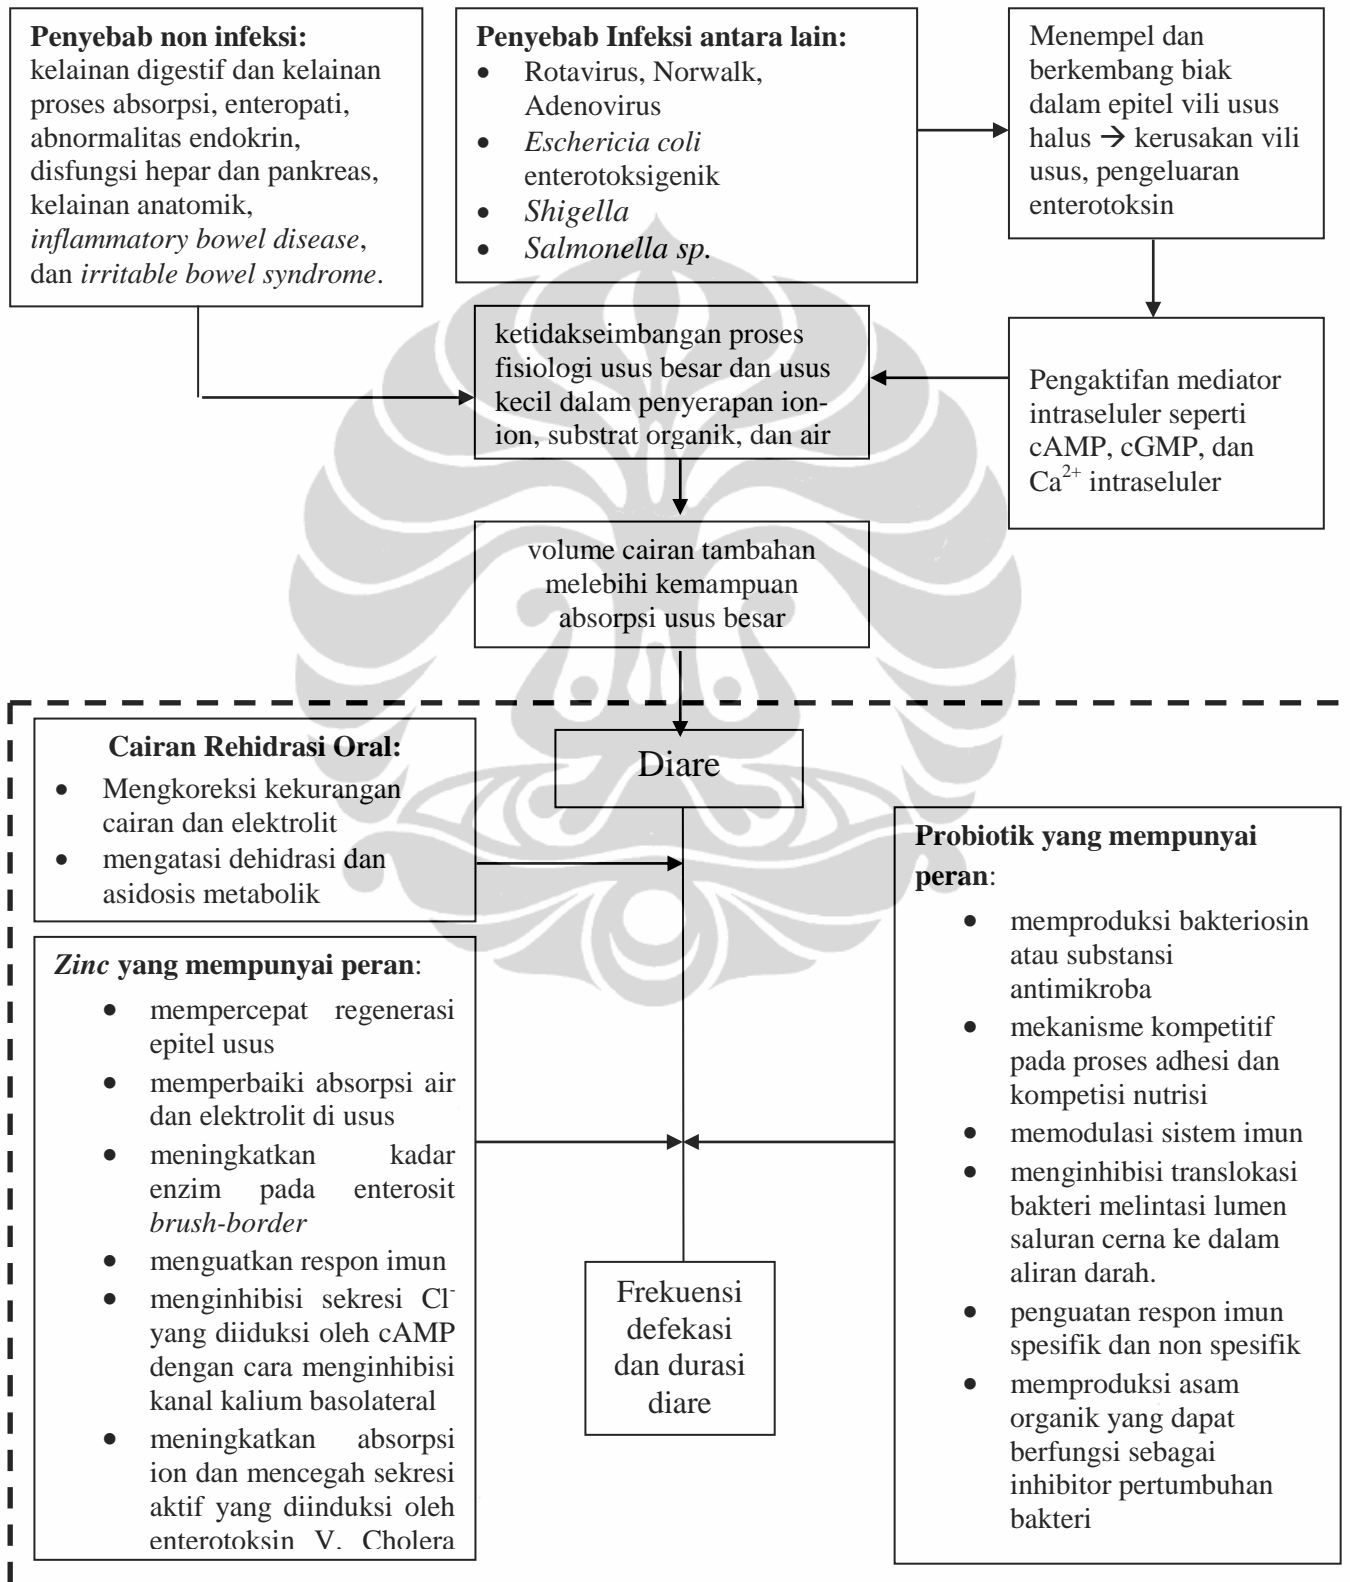 Penyebab non infeksi:
kelainan digestif dan kelainan
proses absorpsi, enteropati,
abnormalitas endokrin,
disfungsi hepar dan pankreas,
kelainan anatomik,
inflammatory bowel disease,
dan irritable bowel syndrome.
Penyebab Infeksi antara lain:
• Rotavirus, Norwalk,
Adenovirus
• Eschericia coli
enterotoksigenik
• Shigella
• Salmonella sp.
Menempel dan
berkembang biak
dalam epitel vili usus
halus → kerusakan vili
usus, pengeluaran
enterotoksin
ketidakseimbangan proses
fisiologi usus besar dan usus
kecil dalam penyerapan ion-
ion, substrat organik, dan air
Pengaktifan mediator
intraseluler seperti
cAMP, cGMP, dan
Ca²⁺ intraseluler
volume cairan tambahan
melebihi kemampuan
absorpsi usus besar
Diare
Cairan Rehidrasi Oral:
• Mengkoreksi kekurangan
cairan dan elektrolit
• mengatasi dehidrasi dan
asidosis metabolik
Zinc yang mempunyai peran:
• mempercepat regenerasi
epitel usus
• memperbaiki absorpsi air
dan elektrolit di usus
• meningkatkan kadar
enzim pada enterosit
brush-border
• menguatkan respon imun
• menginhibisi sekresi Cl⁻
yang diiduksi oleh cAMP
dengan cara menginhibisi
kanal kalium basolateral
• meningkatkan absorpsi
ion dan mencegah sekresi
aktif yang diinduksi oleh
enterotoksin V. Cholera
Probiotik yang mempunyai
peran:
• memproduksi bakteriosin
atau substansi
antimikroba
• mekanisme kompetitif
pada proses adhesi dan
kompetisi nutrisi
• memodulasi sistem imun
• menginhibisi translokasi
bakteri melintasi lumen
saluran cerna ke dalam
aliran darah.
• penguatan respon imun
spesifik dan non spesifik
• memproduksi asam
organik yang dapat
berfungsi sebagai
inhibitor pertumbuhan
bakteri
Frekuensi
defekasi
dan durasi
diare